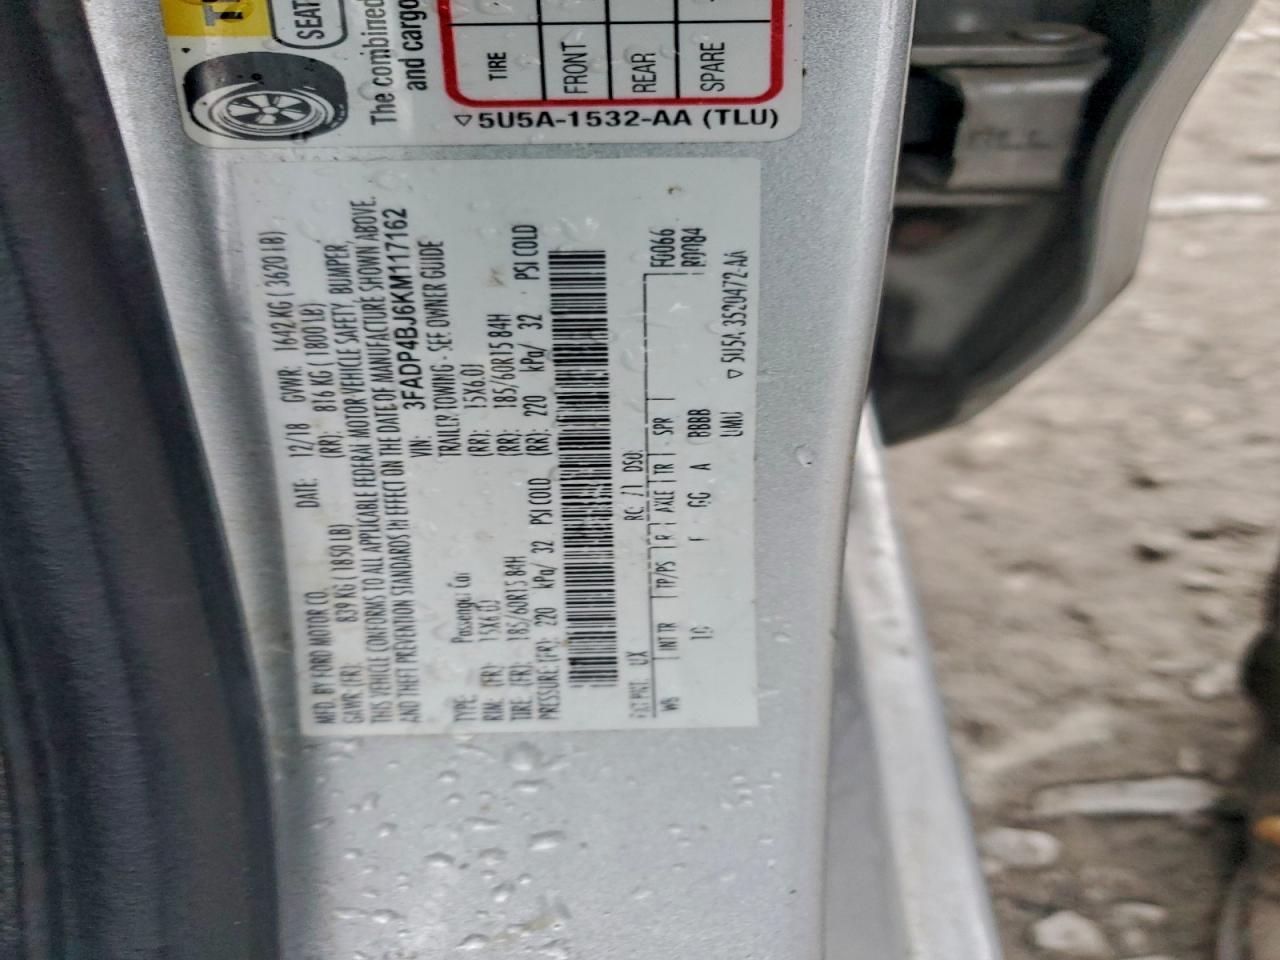 SEAT
The combined
and cargo
TIRE
FRONT
REAR
SPARE
5U5A-1532-AA (TLU)
MFD. BY FORD MOTOR CO.
DATE: 12/18 GVWR: 1642 KG ( 3620 LB)
GAWR (FR): 839 KG ( 1850 LB) (RR): 816 KG ( 1800 LB)
THIS VEHICLE CONFORMS TO ALL APPLICABLE FEDERAL MOTOR VEHICLE SAFETY, BUMPER,
AND THEFT PREVENTION STANDARDS IN EFFECT ON THE DATE OF MANUFACTURE SHOWN ABOVE.
VIN: 3FADP4BJ6KM117162
TYPE: Passenger Car TRAILER TOWING - SEE OWNER GUIDE
RIM: (FR): 15X6.0J (RR): 15X6.0J
TIRE: (FR): 185/60R15 84H (RR): 185/60R15 84H
PRESSURE:(FR): 220 kPa/ 32 PSI COLD (RR): 220 kPa/ 32 PSI COLD
EXT PNT: UX RC: 71 DSO: F0066
WB INT TR TP/PS R AXLE TR SPR
GG A BBBB
UMU 5U5A 3520472-AA